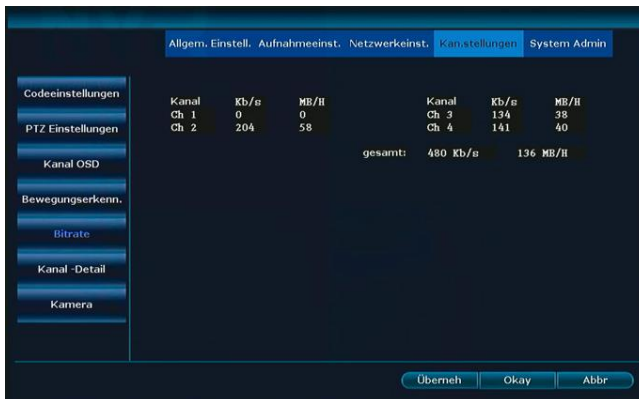 Allgem. Einstell. Aufnahmeeinst. Netzwerkeinst. Kan.stellungen System Admin
Codeeinstellungen
PTZ Einstellungen
Kanal OSD
Bewegungserkenn.
Bitrate
Kanal -Detail
Kamera
Kanal Kb/s MB/H Kanal Kb/s MB/H
Ch 1 0 0 Ch 3 134 38
Ch 2 204 58 Ch 4 141 40
gesamt: 480 Kb/s 136 MB/H
Überneh Okay Abbr